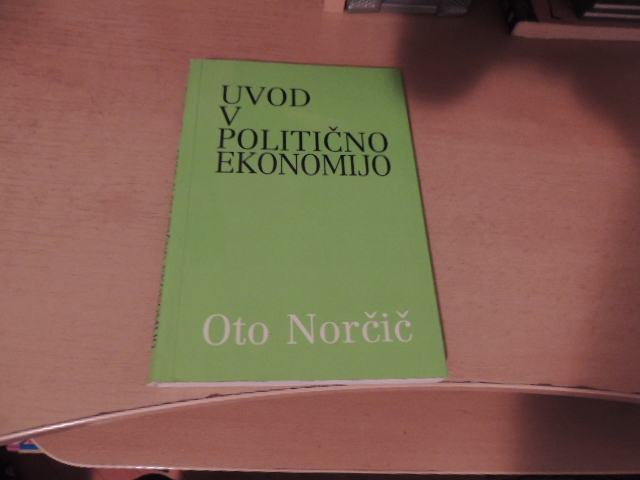 UVOD
V
POLITIČNO
EKONOMIJO
Oto Norčič